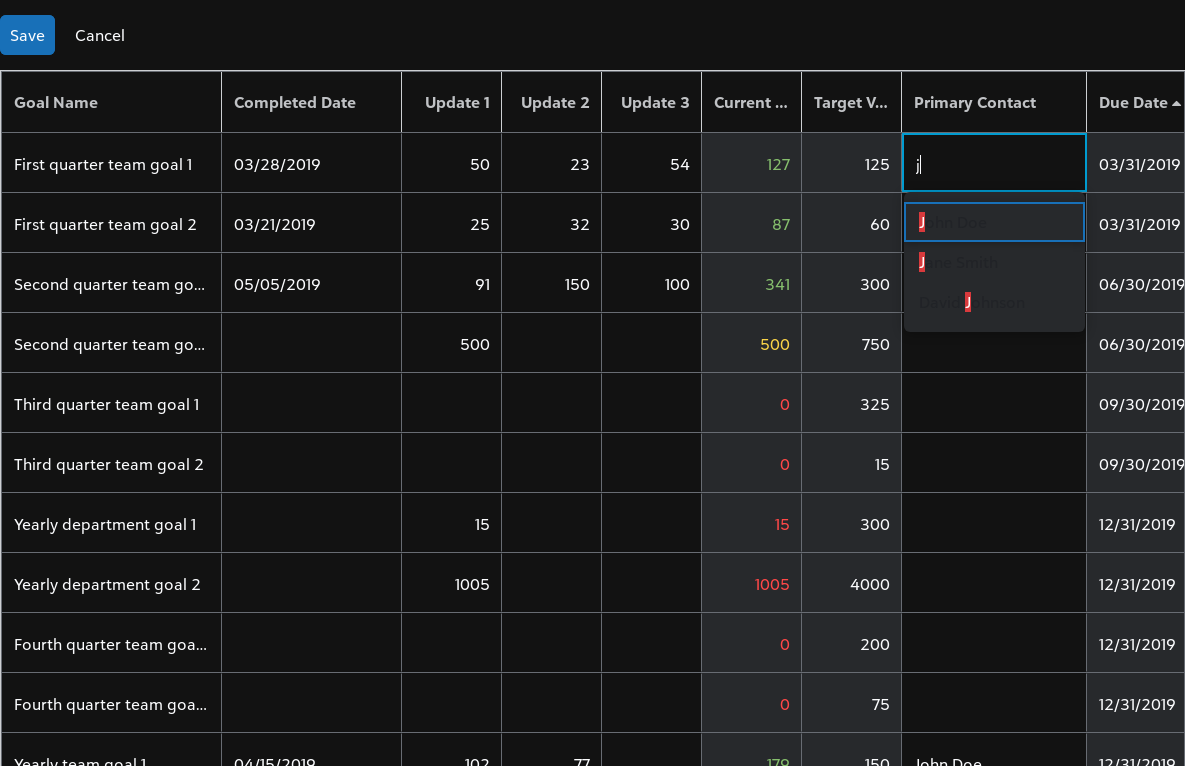 Save Cancel
Goal Name Completed Date Update 1 Update 2 Update 3 Current ... Target V... Primary Contact Due Date
First quarter team goal 1 03/28/2019 50 23 54 127 125 j 03/31/2019
First quarter team goal 2 03/21/2019 25 32 30 87 60 John Doe 03/31/2019
Jane Smith
Second quarter team go... 05/05/2019 91 150 100 341 300 David Johnson 06/30/2019
Second quarter team go... 500 500 750 06/30/2019
Third quarter team goal 1 0 325 09/30/2019
Third quarter team goal 2 0 15 09/30/2019
Yearly department goal 1 15 15 300 12/31/2019
Yearly department goal 2 1005 1005 4000 12/31/2019
Fourth quarter team goa... 0 200 12/31/2019
Fourth quarter team goa... 0 75 12/31/2019
Yearly team goal 1 04/15/2019 102 77 179 150 John Doe 12/31/2019